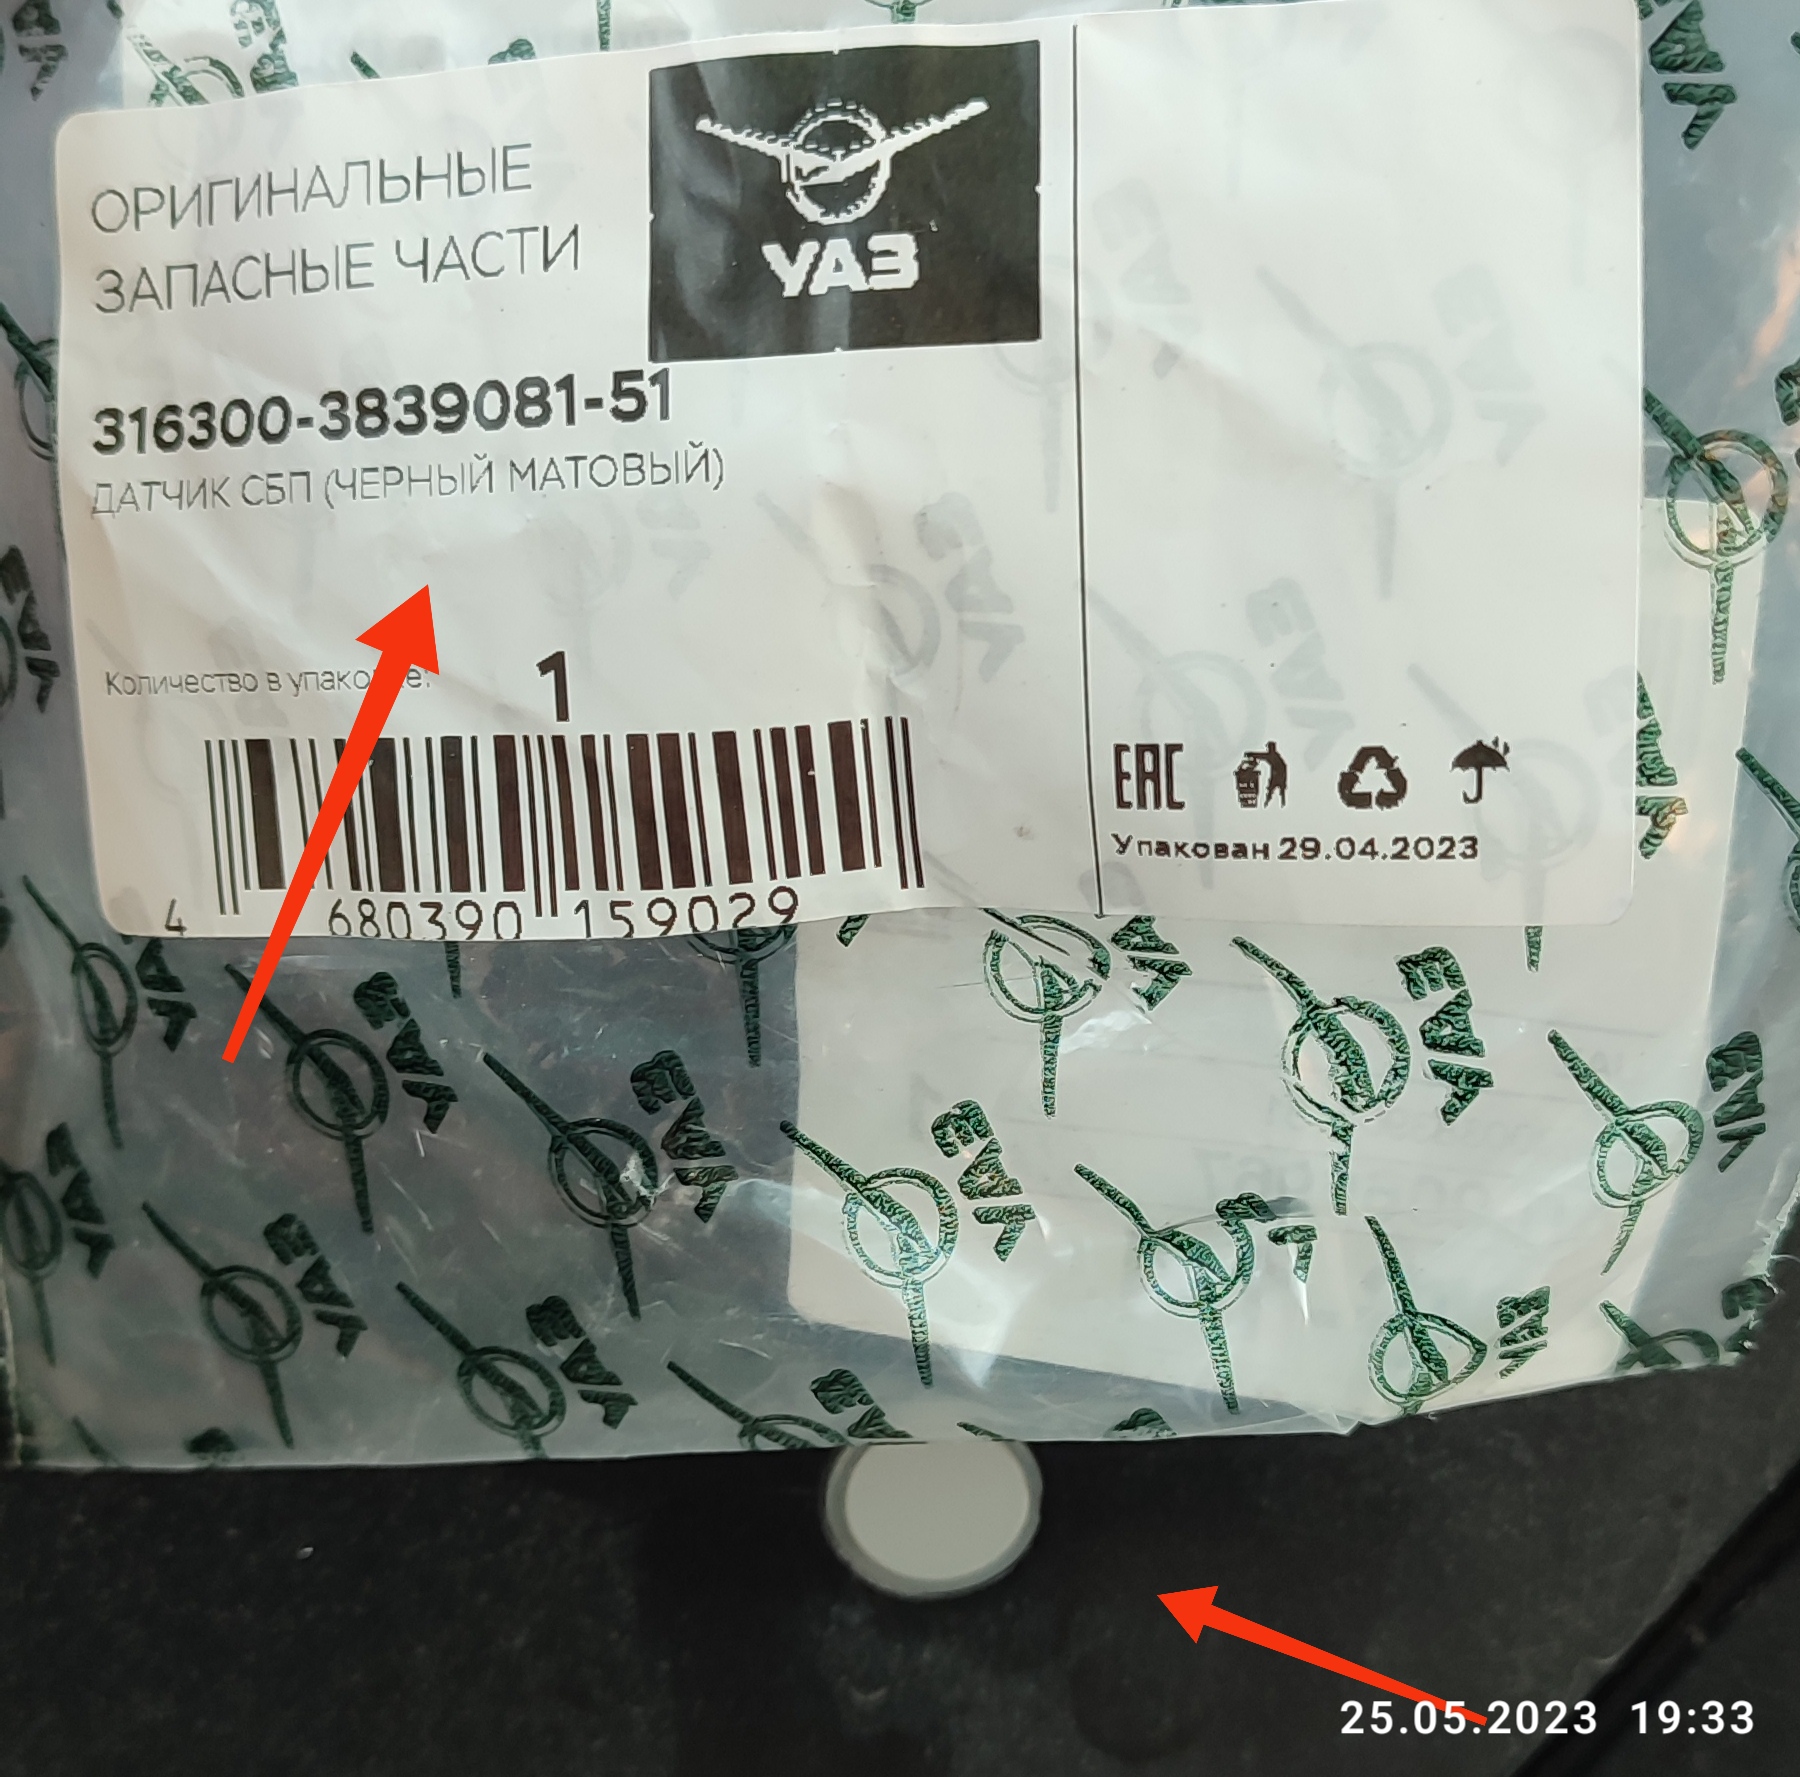 ОРИГИНАЛЬНЫЕ
ЗАПАСНЫЕ ЧАСТИ
УАЗ
316300-3839081-51
ДАТЧИК СБП (ЧЕРНЫЙ МАТОВЫЙ)
Количество в упаковке:
1
4 680390 159029
EAC
Упакован 29.04.2023
25.05.2023 19:33